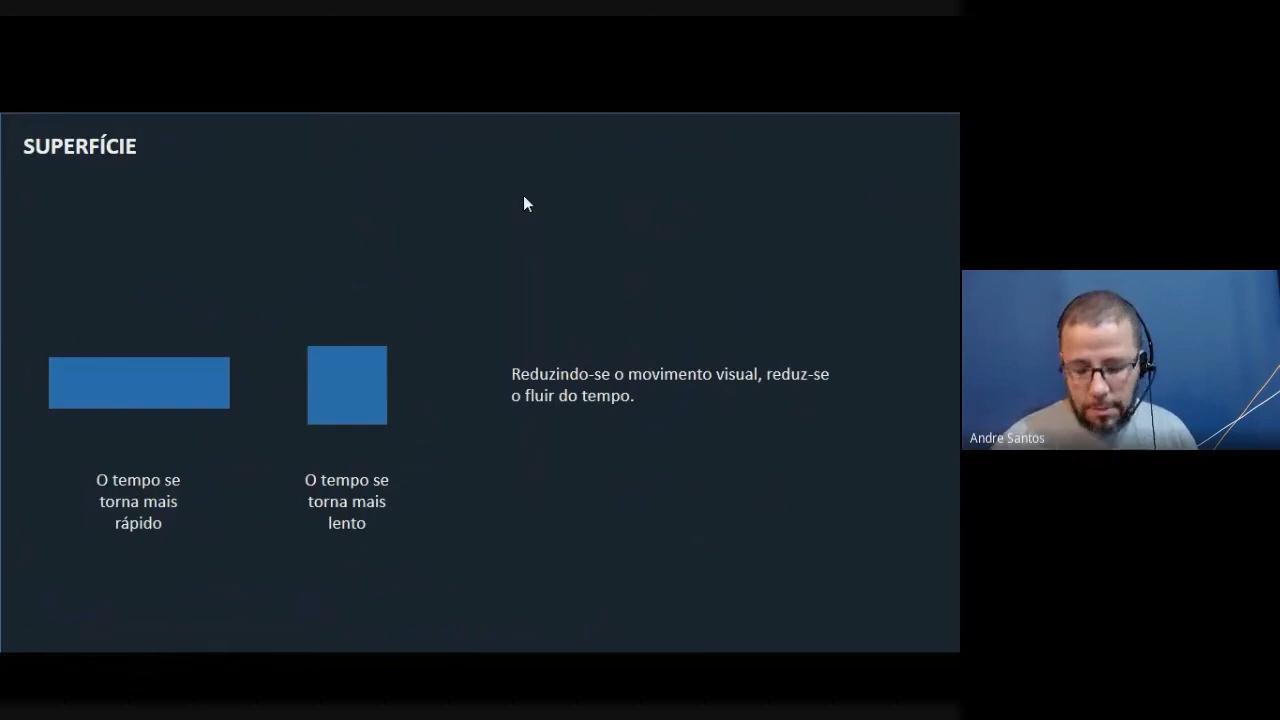 SUPERFÍCIE
Reduzindo-se o movimento visual, reduz-se
o fluir do tempo.
O tempo se
torna mais
rápido
O tempo se
torna mais
lento
Andre Santos